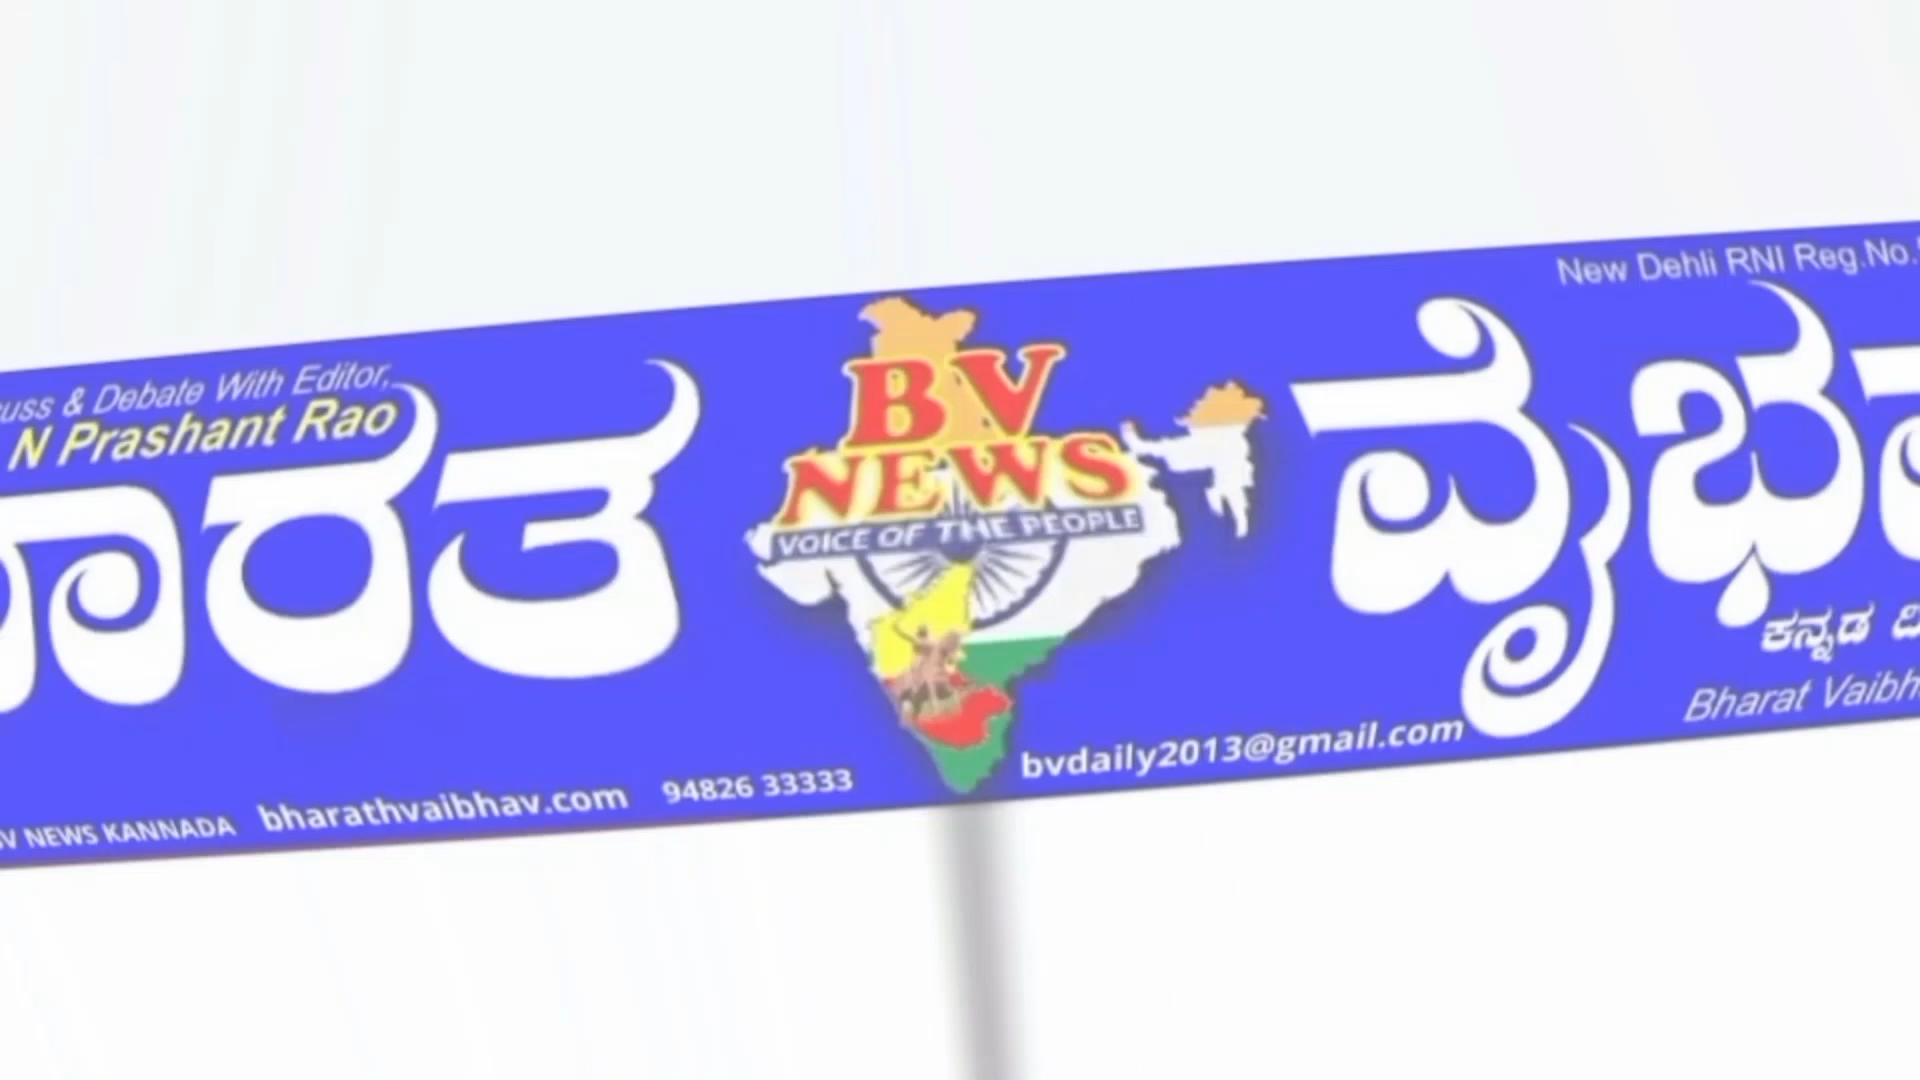 uss & Debate With Editor,
N Prashant Rao
ಭಾರತ
BV
NEWS
VOICE OF THE PEOPLE
New Dehli RNI Reg.No.
ವೈಭ
ಕನ್ನಡ
Bharat Vaibh
BV NEWS KANNADA bharathvaibhav.com 94826 33333 bvdaily2013@gmail.com